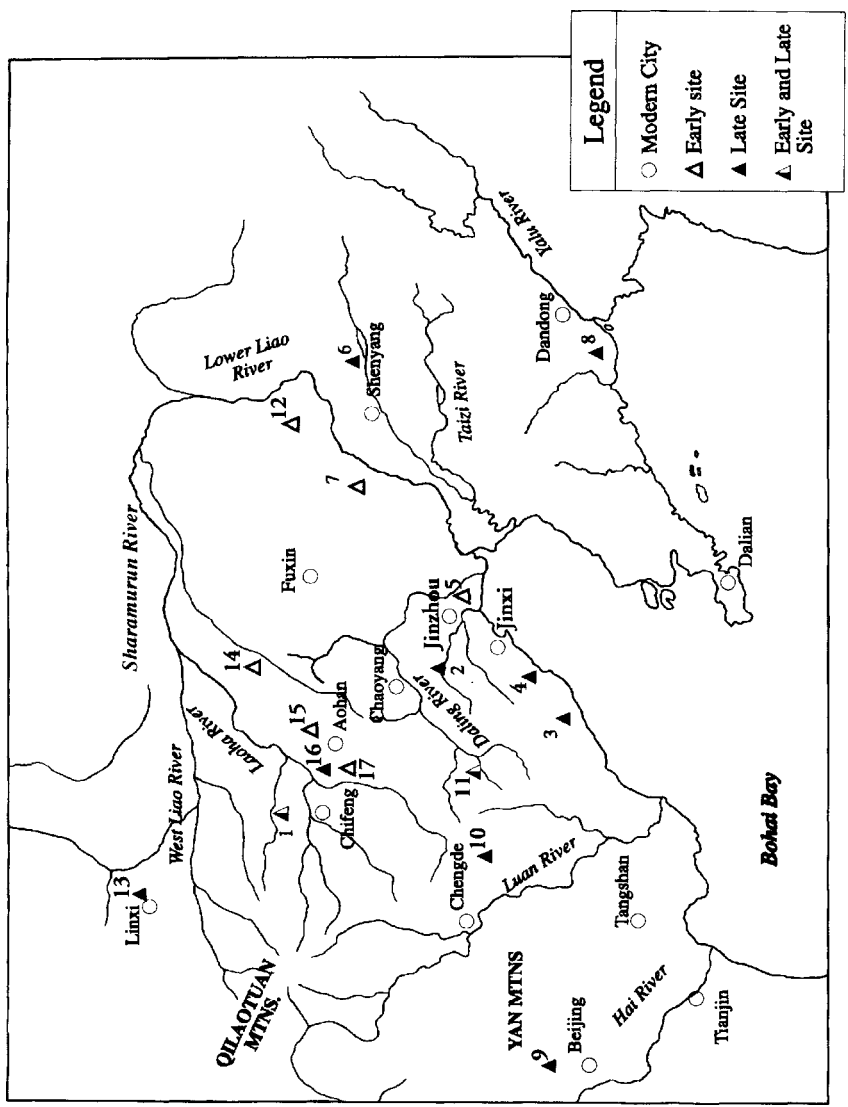 Legend
Modern City
Early site
Late Site
Early and Late
Site
Sharamurun River
Lower Liao
River
West Liao River
Laoha River
Linxi
13
QILAOTUAN
MTNS.
1
Chifeng
14
15
16
Aohan
17
Fuxin
12
7
6
Shenyang
Taizi River
Yalu River
Dandong
8
Chaoyang
Jinzhou
5
2
Jinxi
Daling River
4
3
11
10
Chengde
Luan River
YAN MTNS
9
Beijing
Hai River
Tangshan
Tianjin
Dalian
Bohai Bay